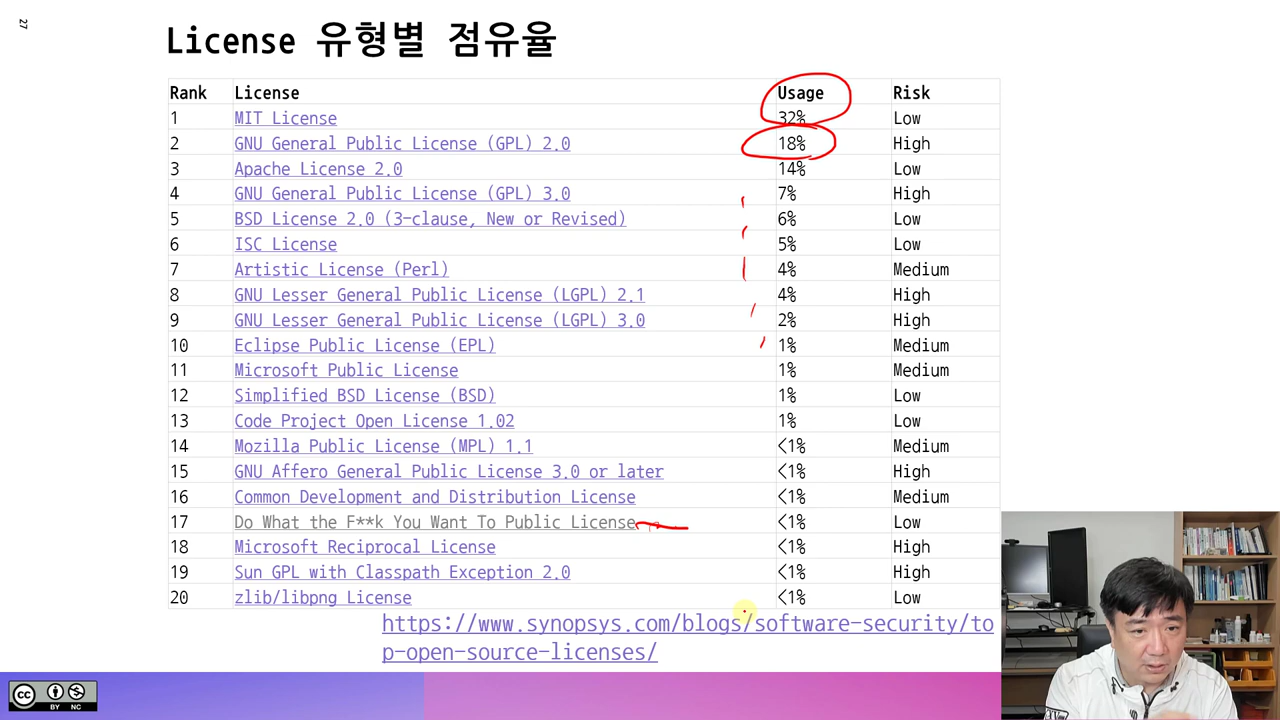 27
License 유형별 점유율
Rank License Usage Risk
1 MIT License 32% Low
2 GNU General Public License (GPL) 2.0 18% High
3 Apache License 2.0 14% Low
4 GNU General Public License (GPL) 3.0 7% High
5 BSD License 2.0 (3-clause, New or Revised) 6% Low
6 ISC License 5% Low
7 Artistic License (Perl) 4% Medium
8 GNU Lesser General Public License (LGPL) 2.1 4% High
9 GNU Lesser General Public License (LGPL) 3.0 2% High
10 Eclipse Public License (EPL) 1% Medium
11 Microsoft Public License 1% Medium
12 Simplified BSD License (BSD) 1% Low
13 Code Project Open License 1.02 1% Low
14 Mozilla Public License (MPL) 1.1 <1% Medium
15 GNU Affero General Public License 3.0 or later <1% High
16 Common Development and Distribution License <1% Medium
17 Do What the F**k You Want To Public License <1% Low
18 Microsoft Reciprocal License <1% High
19 Sun GPL with Classpath Exception 2.0 <1% High
20 zlib/libpng License <1% Low
https://www.synopsys.com/blogs/software-security/to
p-open-source-licenses/
cc BY NC